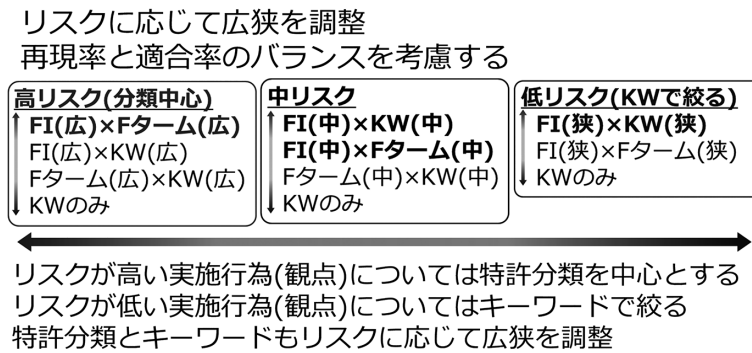 リスクに応じて広狭を調整
再現率と適合率のバランスを考慮する
高リスク(分類中心)
FI(広)×Fターム(広)
FI(広)×KW(広)
Fターム(広)×KW(広)
KWのみ
中リスク
FI(中)×KW(中)
FI(中)×Fターム(中)
Fターム(中)×KW(中)
KWのみ
低リスク(KWで絞る)
FI(狭)×KW(狭)
FI(狭)×Fターム(狭)
KWのみ
リスクが高い実施行為(観点)については特許分類を中心とする
リスクが低い実施行為(観点)についてはキーワードで絞る
特許分類とキーワードもリスクに応じて広狭を調整